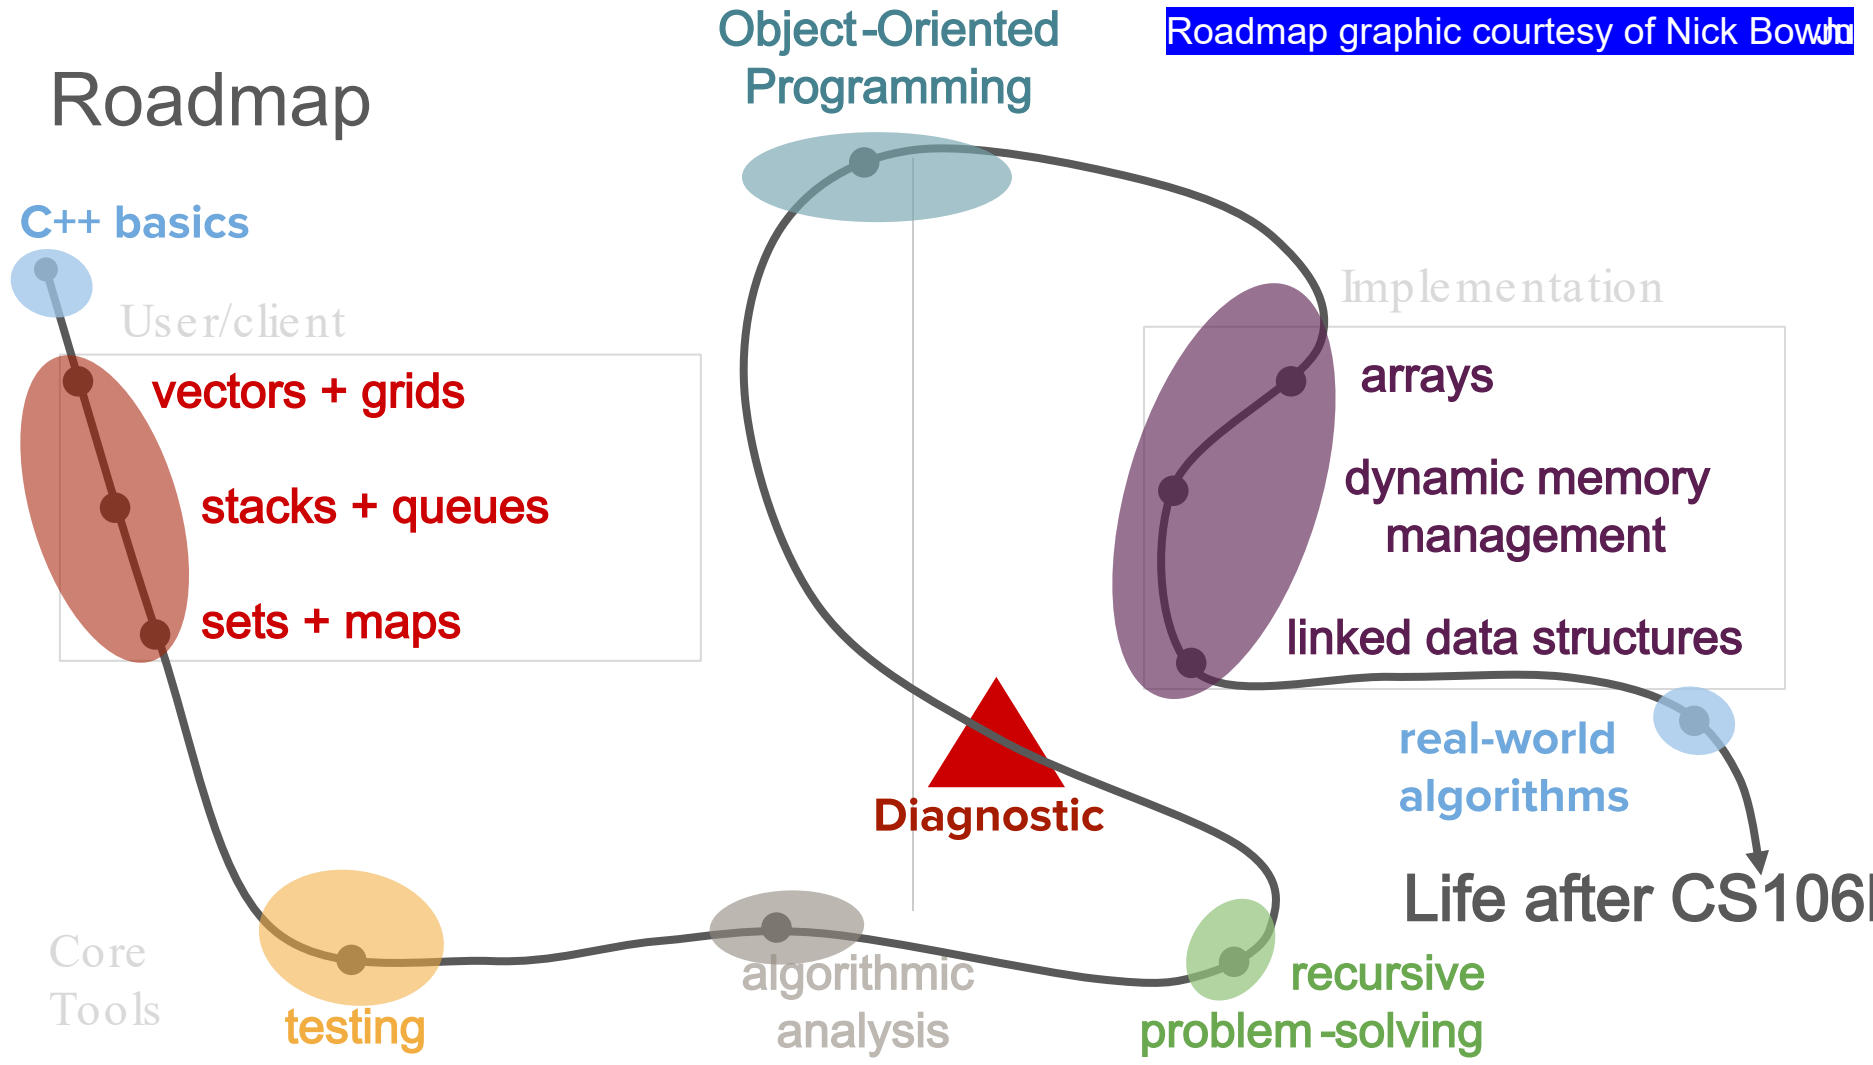 Object-Oriented
Programming
Roadmap graphic courtesy of Nick
Roadmap
C++ basics
User/client
vectors + grids
stacks + queues
sets + maps
Implementation
arrays
dynamic memory
management
linked data structures
Diagnostic
real-world
algorithms
Life after
Core
Tools
testing
algorithmic
analysis
recursive
problem-solving